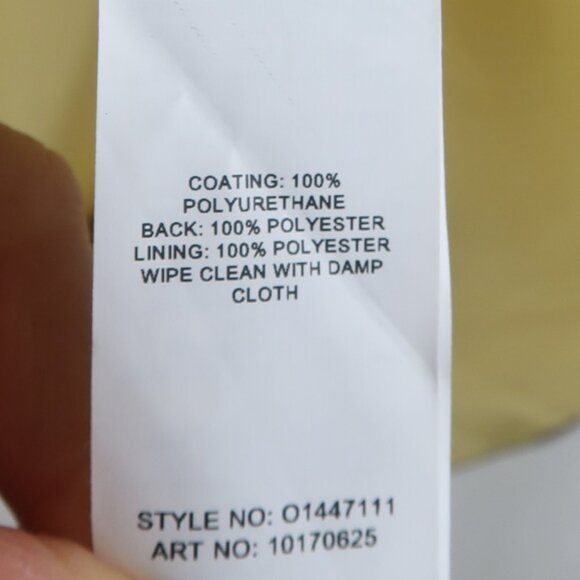 COATING: 100%
POLYURETHANE
BACK: 100% POLYESTER
LINING: 100% POLYESTER
WIPE CLEAN WITH DAMP
CLOTH
STYLE NO: O1447111
ART NO: 10170625